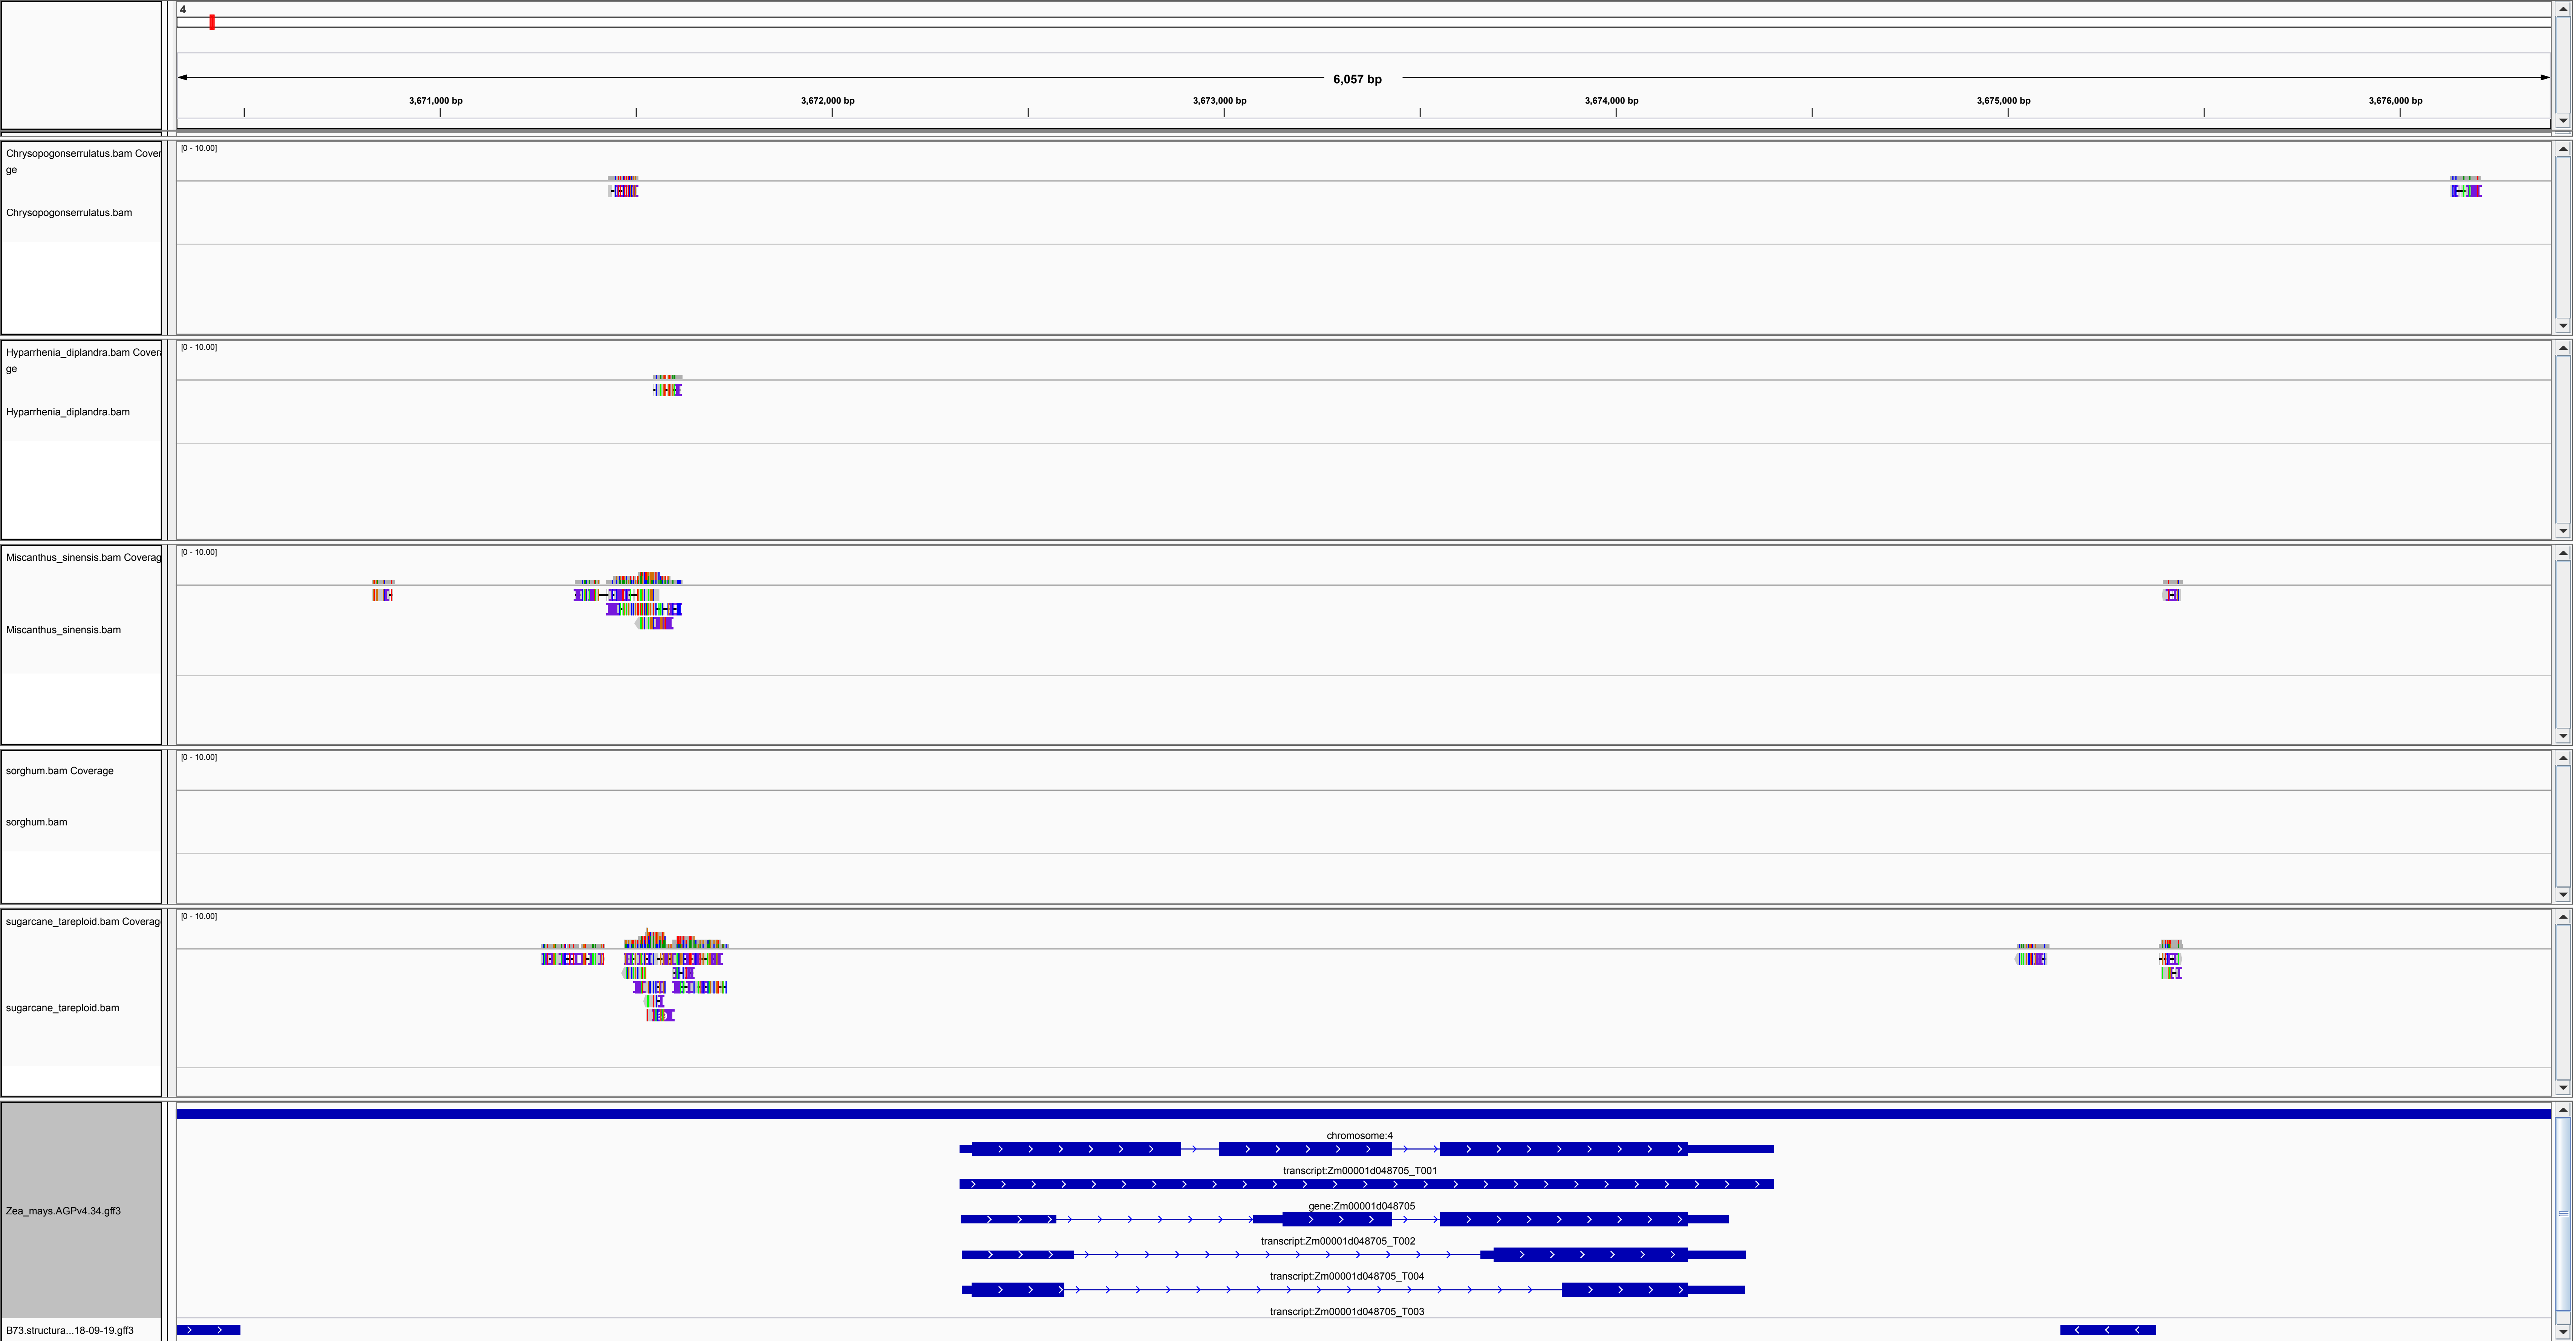 4
6,057 bp
3,671,000 bp 3,672,000 bp 3,673,000 bp 3,674,000 bp 3,675,000 bp 3,676,000 bp
Chrysopogonserrulatus.bam Cover
ge
[0 - 10.00]
Chrysopogonserrulatus.bam
Hyparrhenia_diplandra.bam Covera
ge
[0 - 10.00]
Hyparrhenia_diplandra.bam
Miscanthus_sinensis.bam Coverag
[0 - 10.00]
Miscanthus_sinensis.bam
sorghum.bam Coverage
[0 - 10.00]
sorghum.bam
sugarcane_tareploid.bam Coverag
[0 - 10.00]
sugarcane_tareploid.bam
chromosome:4
transcript:Zm00001d048705_T001
gene:Zm00001d048705
Zea_mays.AGPv4.34.gff3
transcript:Zm00001d048705_T002
transcript:Zm00001d048705_T004
transcript:Zm00001d048705_T003
B73.structura...18-09-19.gff3